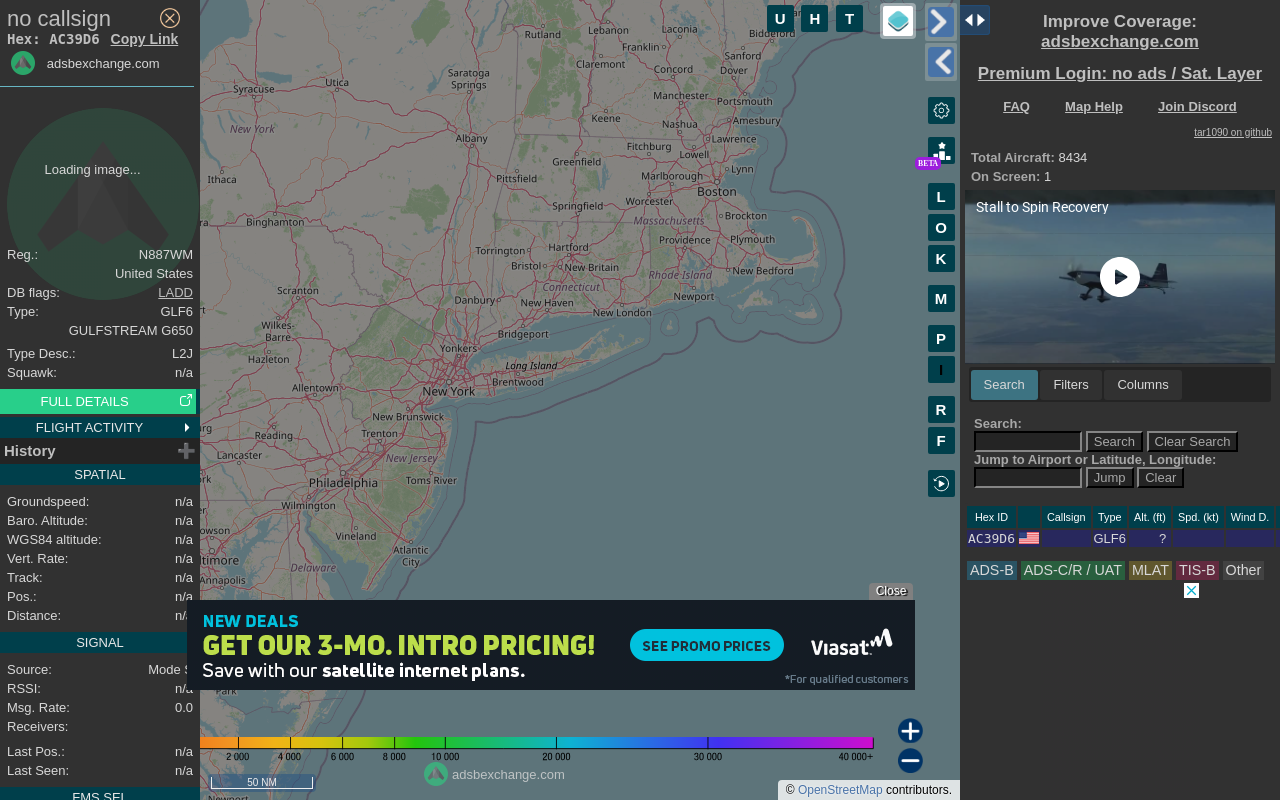 no callsign
Hex: AC39D6 Copy Link
adsbexchange.com
Loading image...
Reg.: N887WM
United States
DB flags: LADD
Type: GLF6
GULFSTREAM G650
Type Desc.: L2J
Squawk: n/a
FULL DETAILS
FLIGHT ACTIVITY
History
SPATIAL
Groundspeed: n/a
Baro. Altitude: n/a
WGS84 altitude: n/a
Vert. Rate: n/a
Track: n/a
Pos.: n/a
Distance:
SIGNAL
Source: Mode S
RSSI: n/a
Msg. Rate: 0.0
Receivers:
Last Pos.: n/a
Last Seen: n/a
FMS SEL
U H T
Rutland
Lebanon
Laconia
Biddeford
Franklin
Sanford
Claremont
Concord
Dover
Utica
Saratoga
Springs
Syracuse
Manchester
Portsmouth
Keene
Nashua
Amesbury
New York
Albany
Lawrence
Fitchburg
Lowell
Greenfield
Lynn
Ithaca
Pittsfield
Marlborough
Boston
Worcester
Springfield
Massachusetts
Brockton
Binghamton
Providence
Plymouth
Torrington
Hartford
Bristol
New Britain
Rhode Island
New Bedford
Connecticut
Scranton
Danbury
New Haven
Newport
New London
Wilkes-
Barre
Bridgeport
Yonkers
Hazleton
Long Island
Brentwood
Allentown
New York
New Brunswick
Reading
Trenton
Lancaster
New Jersey
Philadelphia
Toms River
Wilmington
Vineland
Atlantic
City
Annapolis
Delaware
BETA
L
O
K
M
P
I
R
F
Close
NEW DEALS
GET OUR 3-MO. INTRO PRICING!
Save with our satellite internet plans.
SEE PROMO PRICES
Viasat
*For qualified customers
Park
2 000 4 000 6 000 8 000 10 000 20 000 30 000 40 000+
adsbexchange.com
50 NM
Newport
© OpenStreetMap contributors.
Improve Coverage:
adsbexchange.com
Premium Login: no ads / Sat. Layer
FAQ Map Help Join Discord
tar1090 on github
Total Aircraft: 8434
On Screen: 1
Stall to Spin Recovery
Search Filters Columns
Search:
Search Clear Search
Jump to Airport or Latitude, Longitude:
Jump Clear
Hex ID Callsign Type Alt. (ft) Spd. (kt) Wind D.
AC39D6 GLF6 ?
ADS-B ADS-C/R / UAT MLAT TIS-B Other